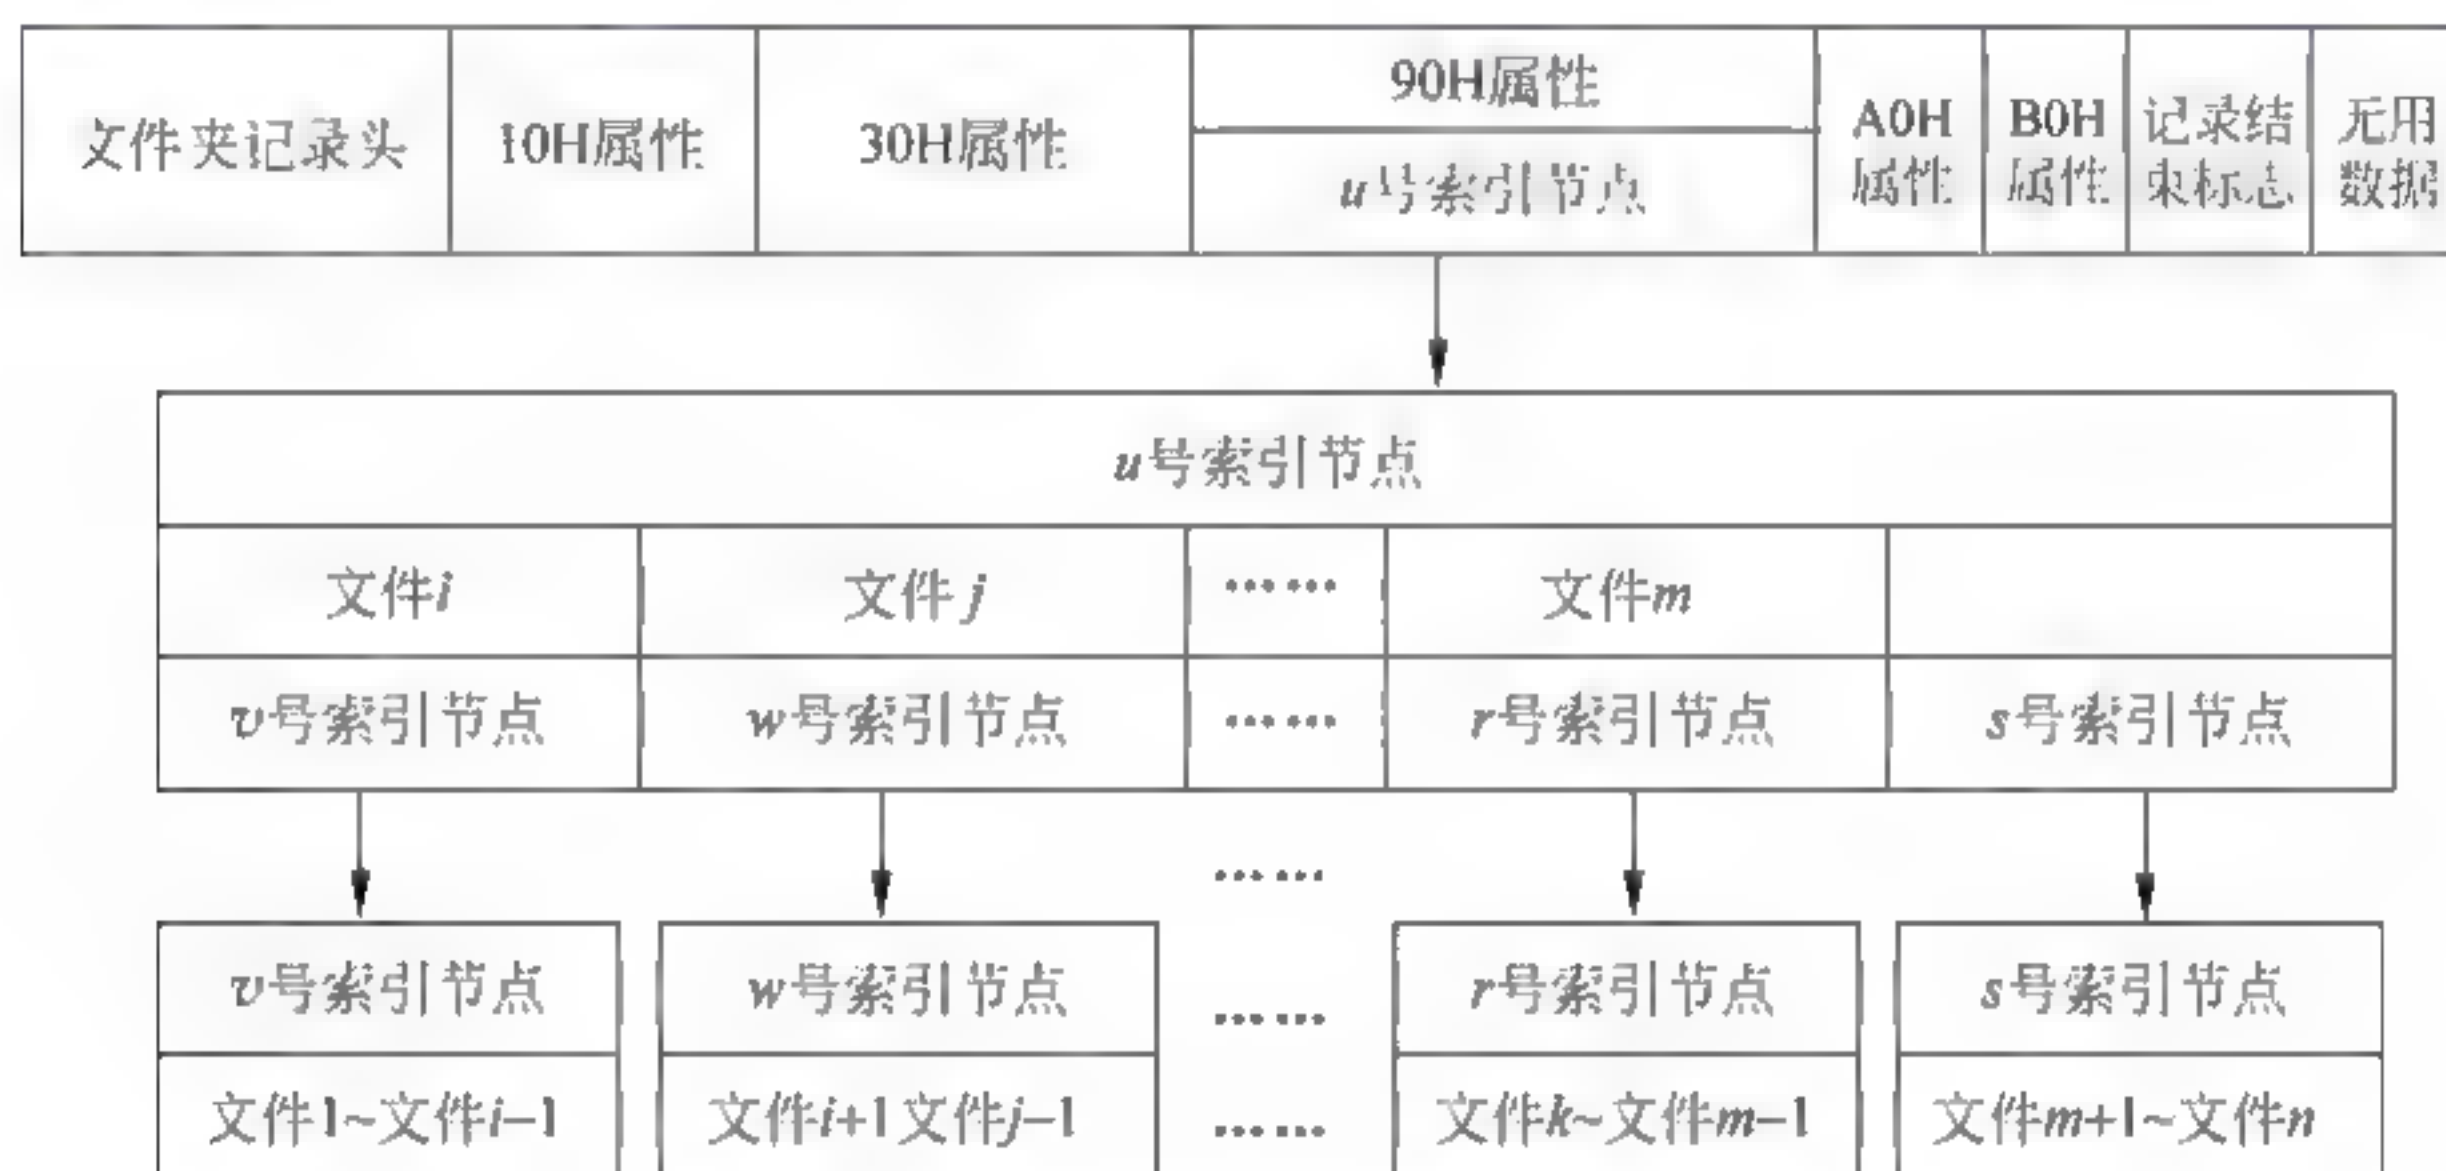 文件夹记录头
10H属性
30H属性
90H属性
u号索引节点
A0H
属性
B0H
属性
记录结
束标志
无用
数据
u号索引节点
文件i
文件j
……
文件m
v号索引节点
w号索引节点
……
r号索引节点
s号索引节点
……
v号索引节点
w号索引节点
……
r号索引节点
s号索引节点
文件1~文件i–1
文件i+1文件j–1
……
文件k~文件m–1
文件m+1~文件n